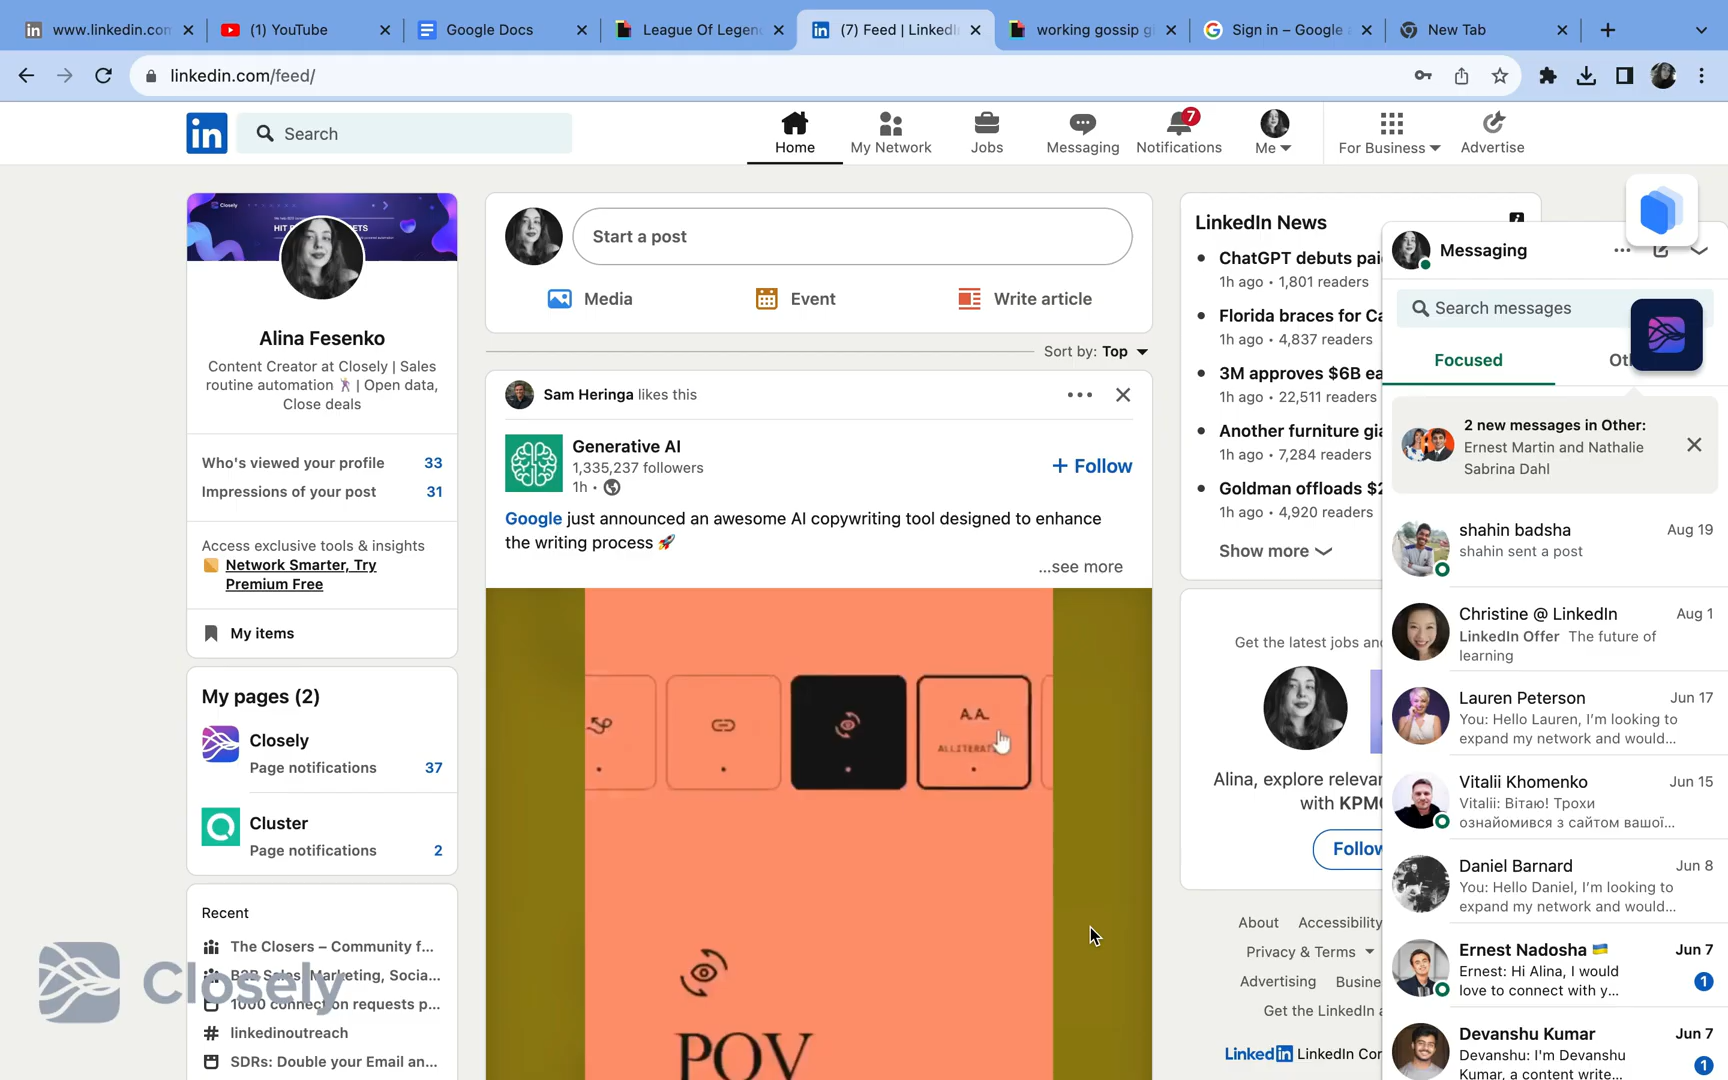 www.linkedin.com
(1) YouTube
Google Docs
League Of Legen
(7) Feed | LinkedI
working gossip g
Sign in – Google
New Tab
linkedin.com/feed/
in
Search
Home
My Network
Jobs
Messaging
7
Notifications
Me
For Business
Advertise
Closely
Alina Fesenko
Content Creator at Closely | Sales
routine automation 🕺 | Open data,
Close deals
Who's viewed your profile 33
Impressions of your post 31
Access exclusive tools & insights
Network Smarter, Try
Premium Free
My items
My pages (2)
Closely
Page notifications 37
Cluster
Page notifications 2
Recent
The Closers – Community f...
B2B Sales, Marketing, Socia...
1000 connection requests p...
# linkedinoutreach
SDRs: Double your Email an...
Closely
Start a post
Media
Event
Write article
Sort by: Top
Sam Heringa likes this
Generative AI
1,335,237 followers
1h •
+ Follow
Google just announced an awesome AI copywriting tool designed to enhance
the writing process 🚀
...see more
A.A.
POV
LinkedIn News
ChatGPT debuts pai
1h ago • 1,801 readers
Florida braces for Ca
1h ago • 4,837 readers
3M approves $6B ea
1h ago • 22,511 readers
Another furniture gia
1h ago • 7,284 readers
Goldman offloads $2
1h ago • 4,920 readers
Show more
Get the latest jobs and
Alina, explore relevan
with KPMG
Follow
About Accessibility
Privacy & Terms
Advertising Busine
Get the LinkedIn a
LinkedIn LinkedIn Cor
Messaging
Search messages
Focused
Ot
2 new messages in Other:
Ernest Martin and Nathalie
Sabrina Dahl
shahin badsha Aug 19
shahin sent a post
Christine @ LinkedIn Aug 1
LinkedIn Offer The future of
learning
Lauren Peterson Jun 17
You: Hello Lauren, I’m looking to
expand my network and would...
Vitalii Khomenko Jun 15
Vitalii: Вітаю! Трохи
ознайомився з сайтом вашої...
Daniel Barnard Jun 8
You: Hello Daniel, I’m looking to
expand my network and would...
Ernest Nadosha 🇺🇦 Jun 7
Ernest: Hi Alina, I would
love to connect with y... 1
Devanshu Kumar Jun 7
Devanshu: I'm Devanshu
Kumar, a content write... 1